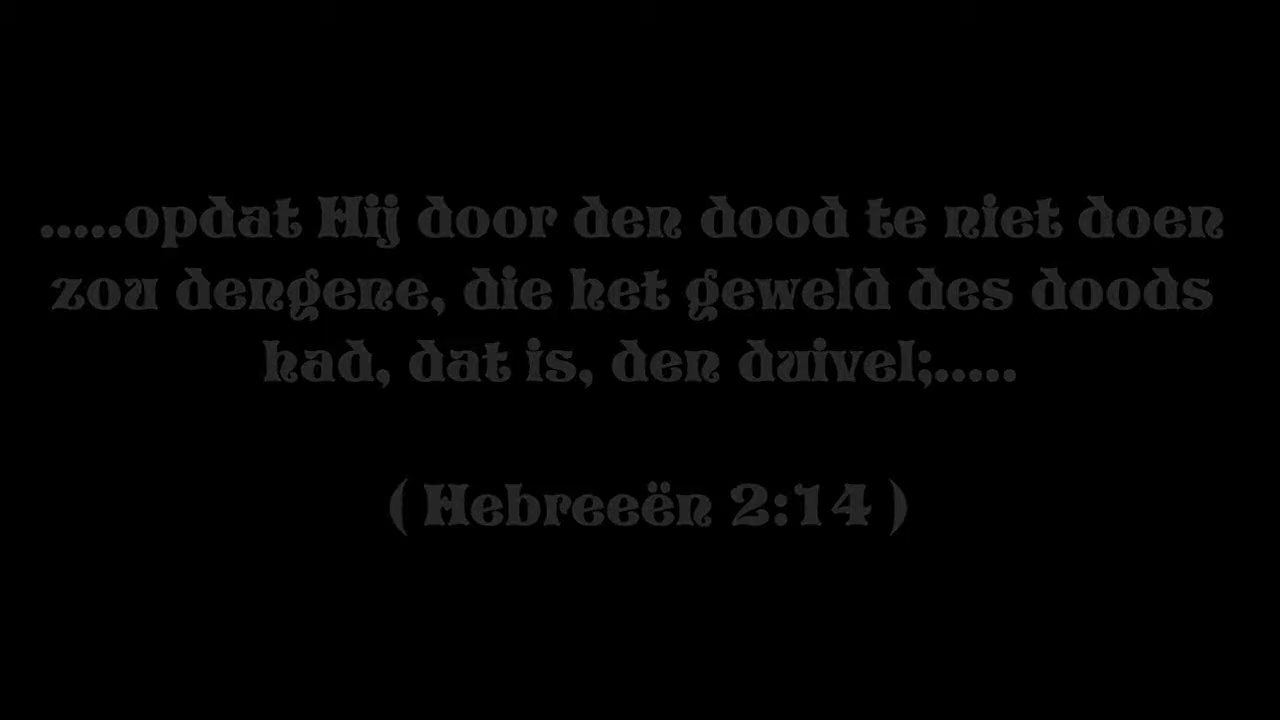 .....opdat Hij door den dood te niet doen
zou dengene, die het geweld des doods
had, dat is, den duivel;.....
( Hebreeën 2:14 )